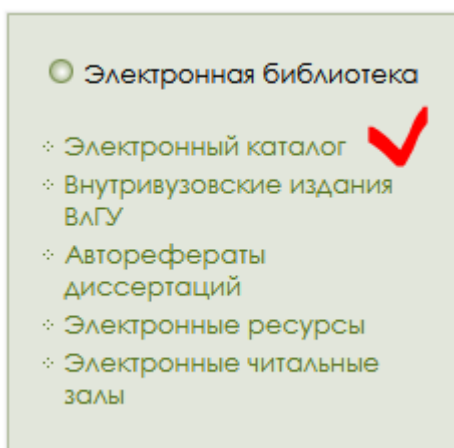 Электронная библиотека
Электронный каталог
Внутривузовские издания
ВлГУ
Авторефераты
диссертаций
Электронные ресурсы
Электронные читальные
залы